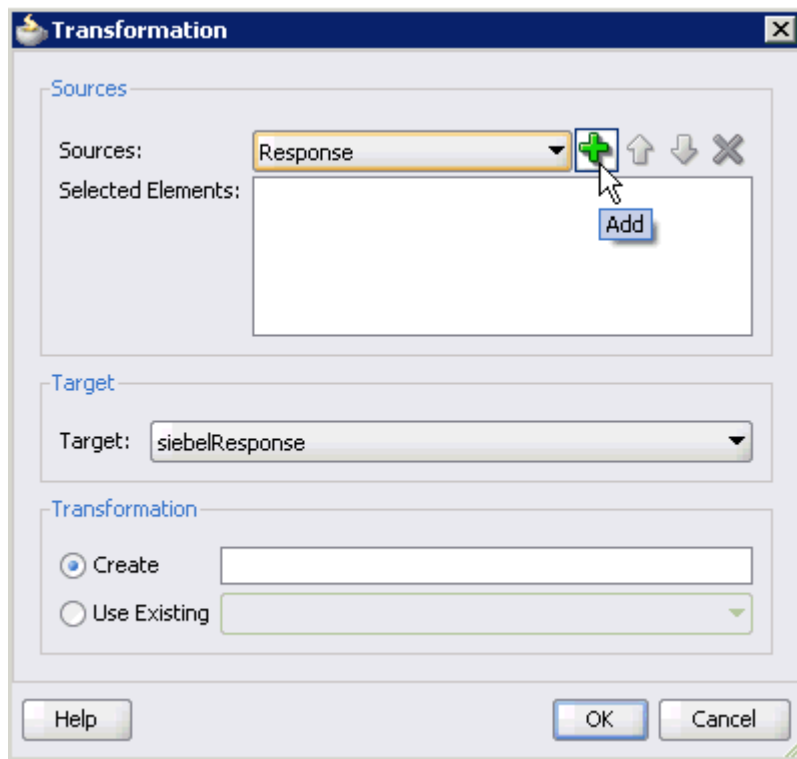 Transformation
Sources
Sources: Response
Selected Elements:
Add
Target
Target: siebelResponse
Transformation
Create
Use Existing
Help OK Cancel